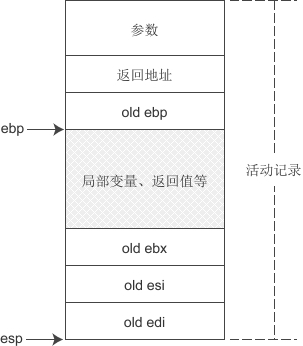 参数
返回地址
old ebp
ebp
局部变量、返回值等
活动记录
old ebx
old esi
old edi
esp